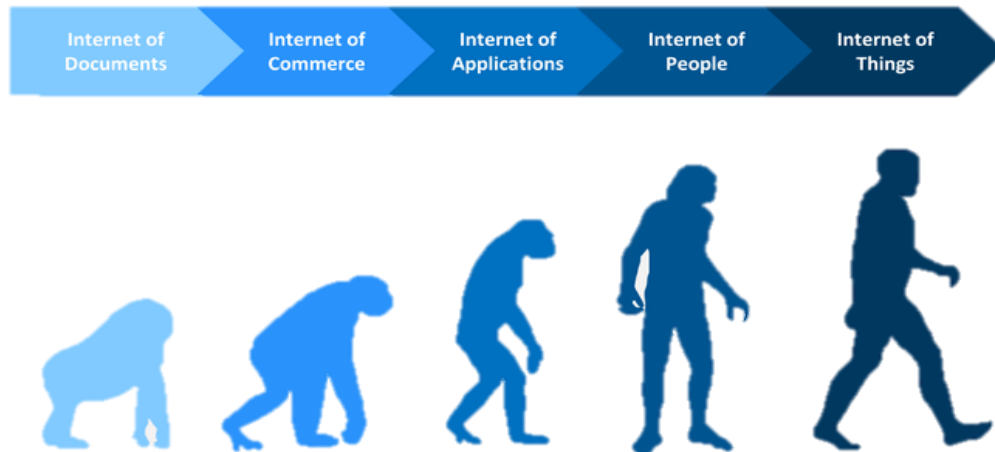 Internet of
Documents
Internet of
Commerce
Internet of
Applications
Internet of
People
Internet of
Things